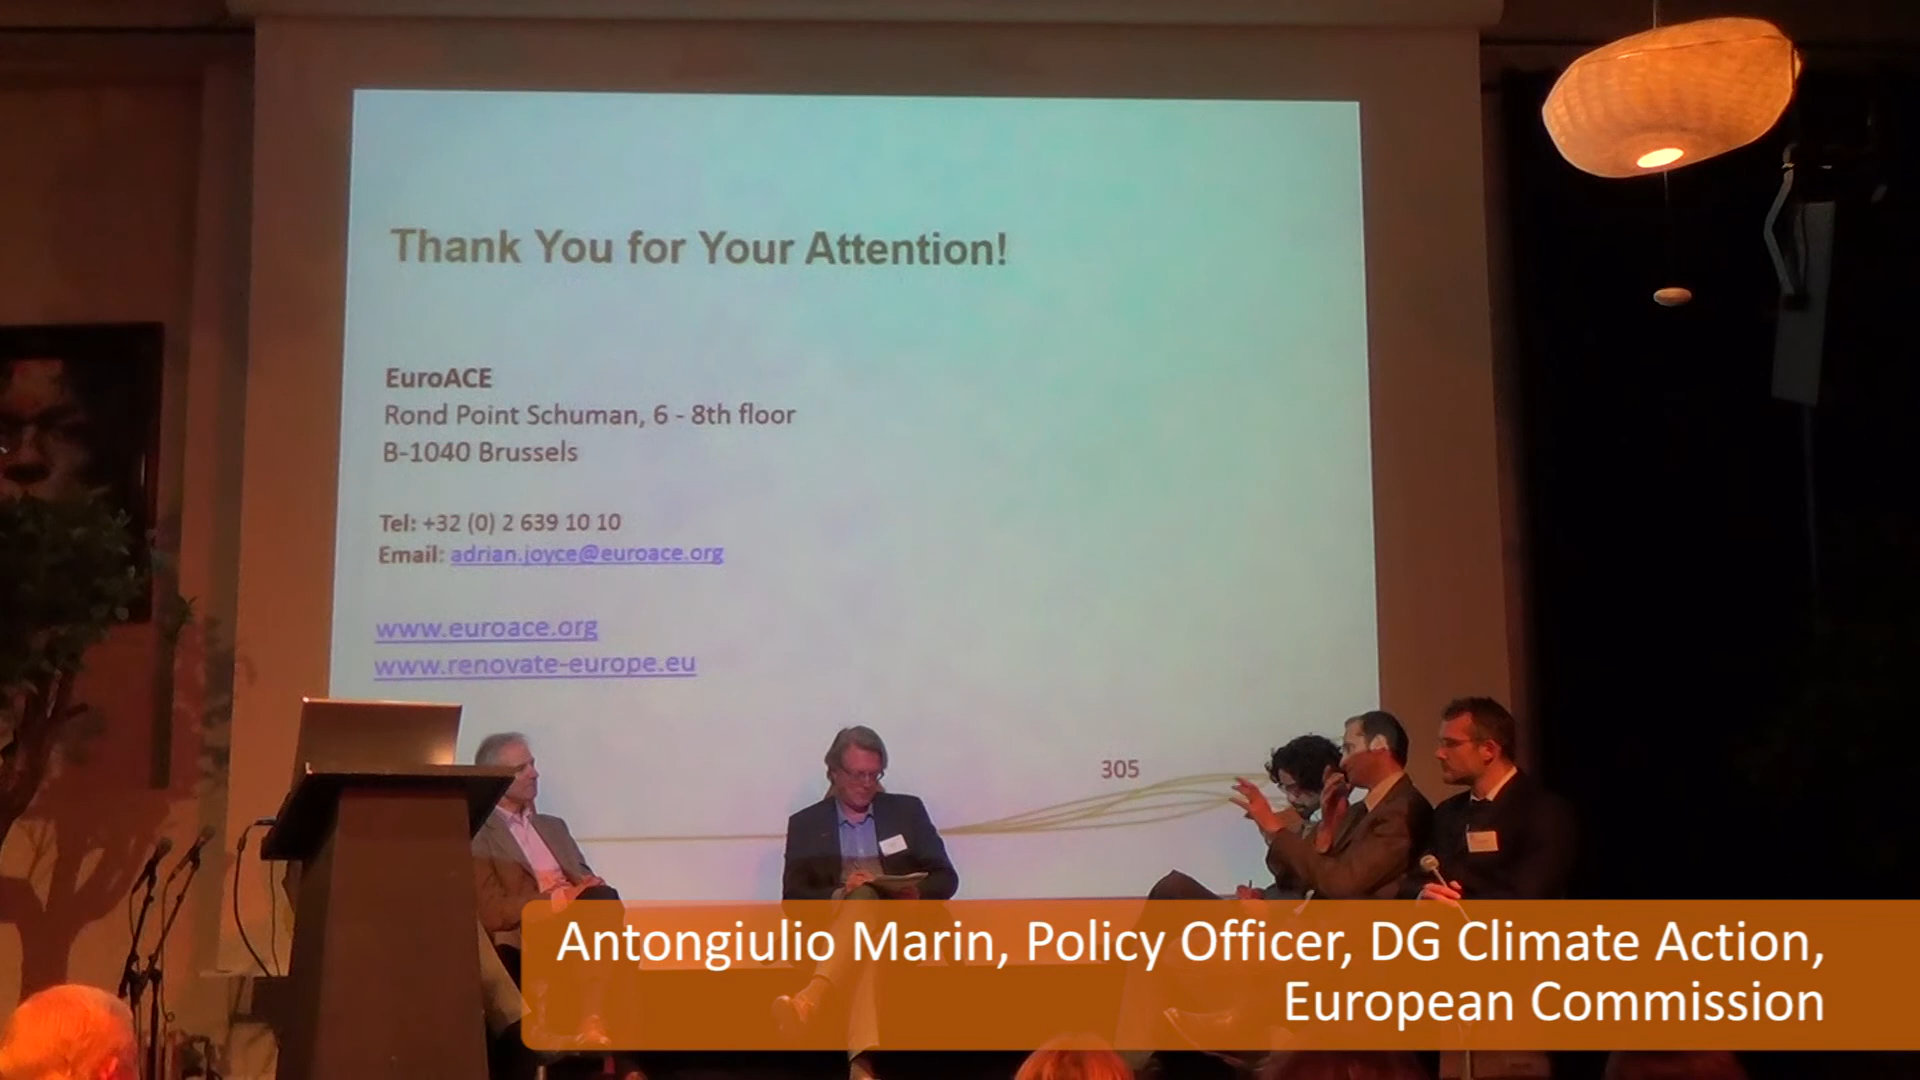 Thank You for Your Attention!
EuroACE
Rond Point Schuman, 6 - 8th floor
B-1040 Brussels
Tel: +32 (0) 2 639 10 10
Email: adrian.joyce@euroace.org
www.euroace.org
www.renovate-europe.eu
305
Antongiulio Marin, Policy Officer, DG Climate Action,
European Commission